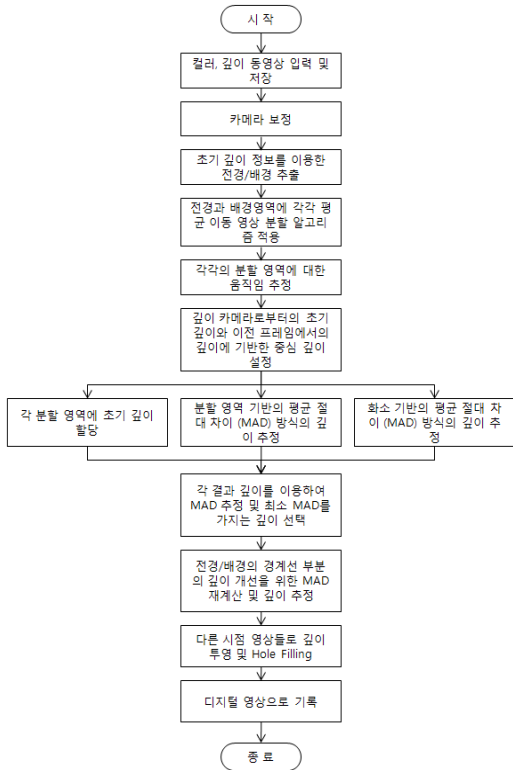 시 작
컬러, 깊이 동영상 입력 및
저장
카메라 보정
초기 깊이 정보를 이용한
전경/배경 추출
전경과 배경영역에 각각 평
균 이동 영상 분할 알고리
즘 적용
각각의 분할 영역에 대한
움직임 추정
깊이 카메라로부터의 초기
깊이와 이전 프레임에서의
깊이에 기반한 중심 깊이
설정
각 분할 영역에 초기 깊이
할당
분할 영역 기반의 평균 절
대 차이 (MAD) 방식의 깊
이 추정
화소 기반의 평균 절대 차
이 (MAD) 방식의 깊이 추
정
각 결과 깊이를 이용하여
MAD 추정 및 최소 MAD를
가지는 깊이 선택
전경/배경의 경계선 부분
의 깊이 개선을 위한 MAD
재계산 및 깊이 추정
다른 시점 영상들로 깊이
투영 및 Hole Filling
디지털 영상으로 기록
종 료